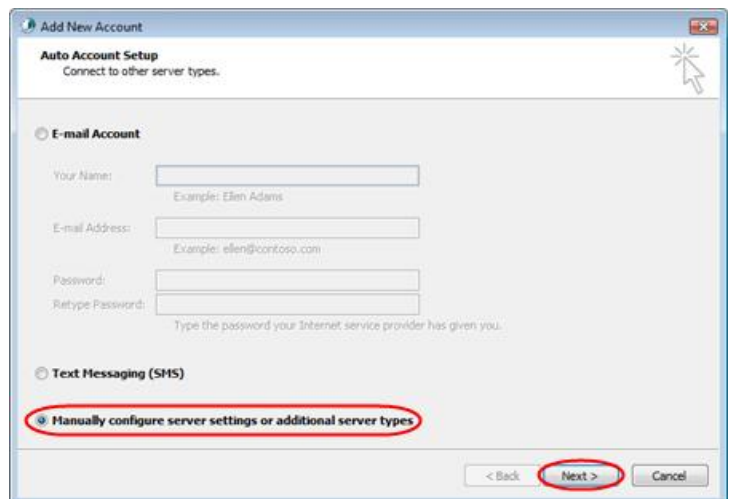 Add New Account
Auto Account Setup
Connect to other server types.
E-mail Account
Your Name:
Example: Ellen Adams
E-mail Address:
Example: ellen@contoso.com
Password:
Retype Password:
Type the password your Internet service provider has given you.
Text Messaging (SMS)
Manually configure server settings or additional server types
< Back Next > Cancel